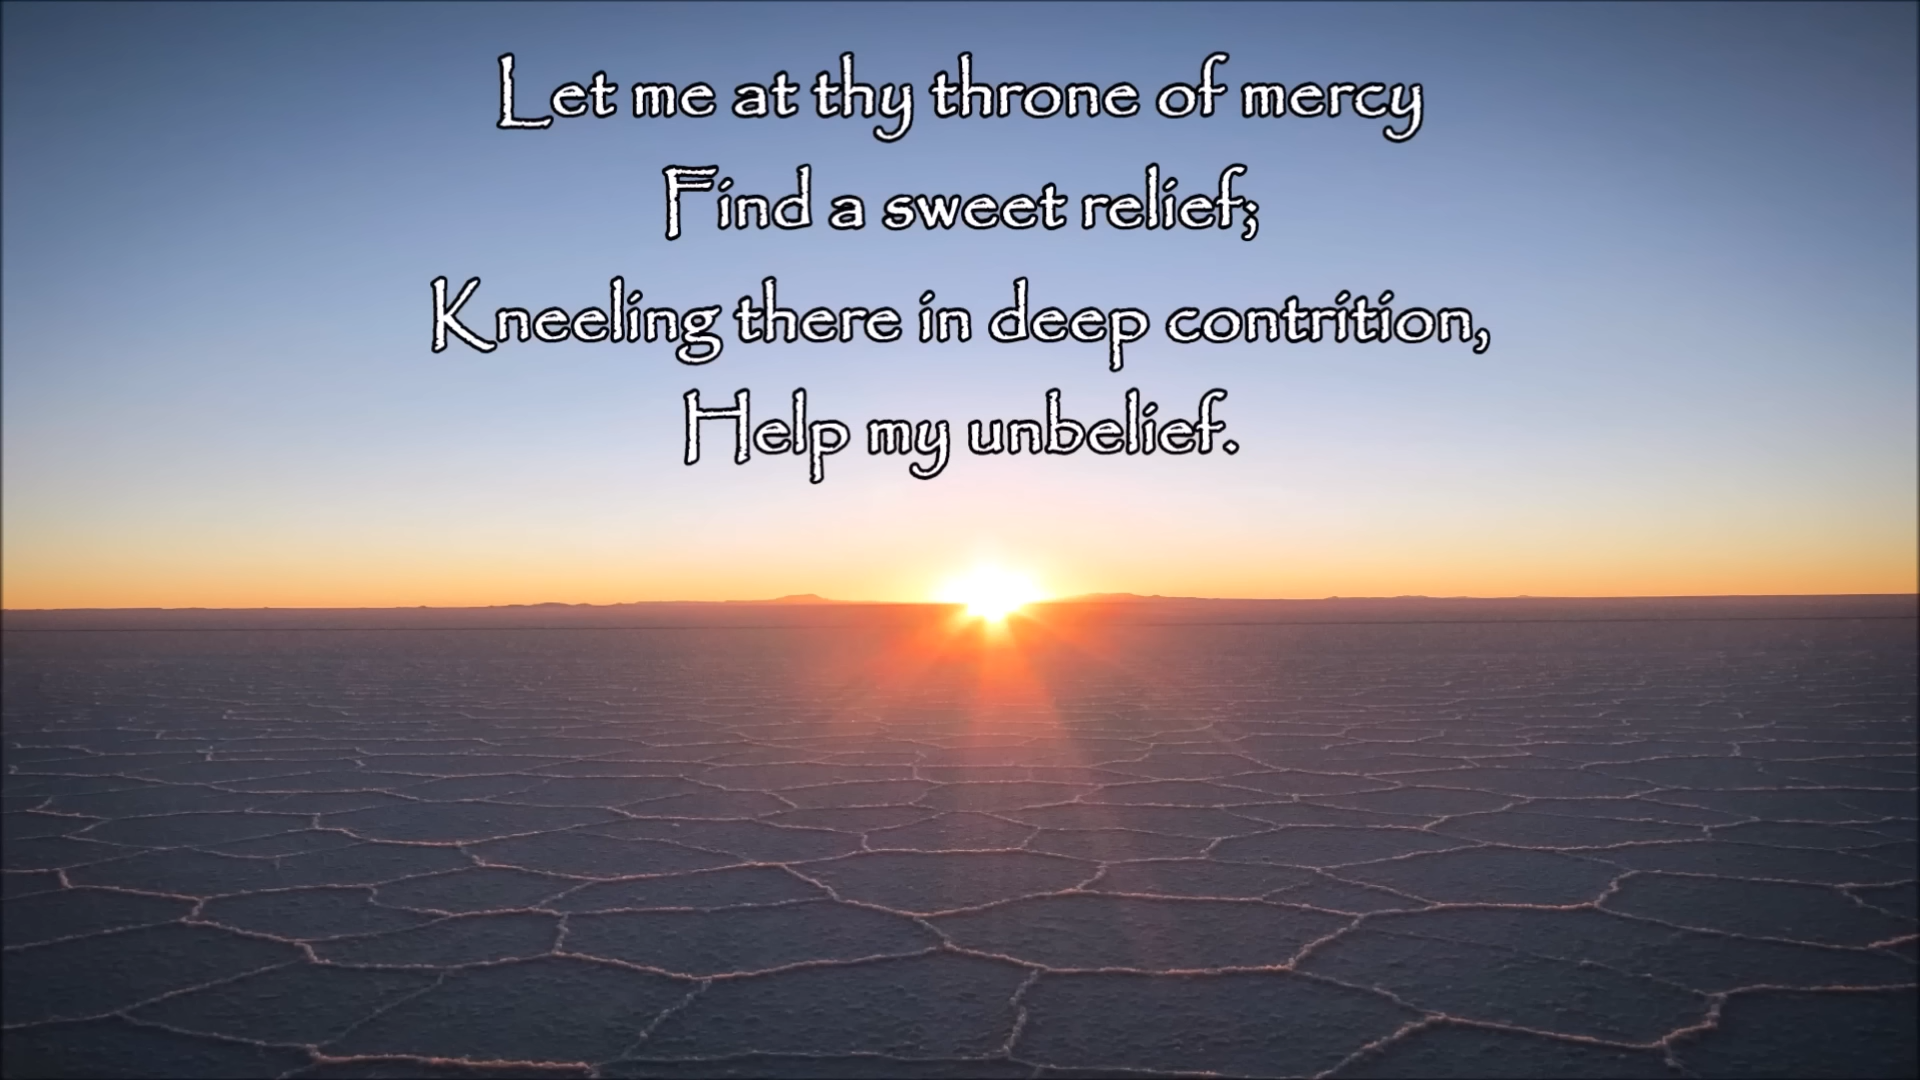 Let me at thy throne of mercy
Find a sweet relief;
Kneeling there in deep contrition,
Help my unbelief.